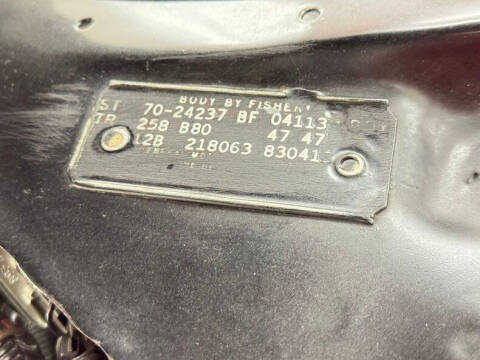 BODY BY FISHER
ST 70-24237 BF 04113
TR 258 B80 47 47
12B 218063 83041